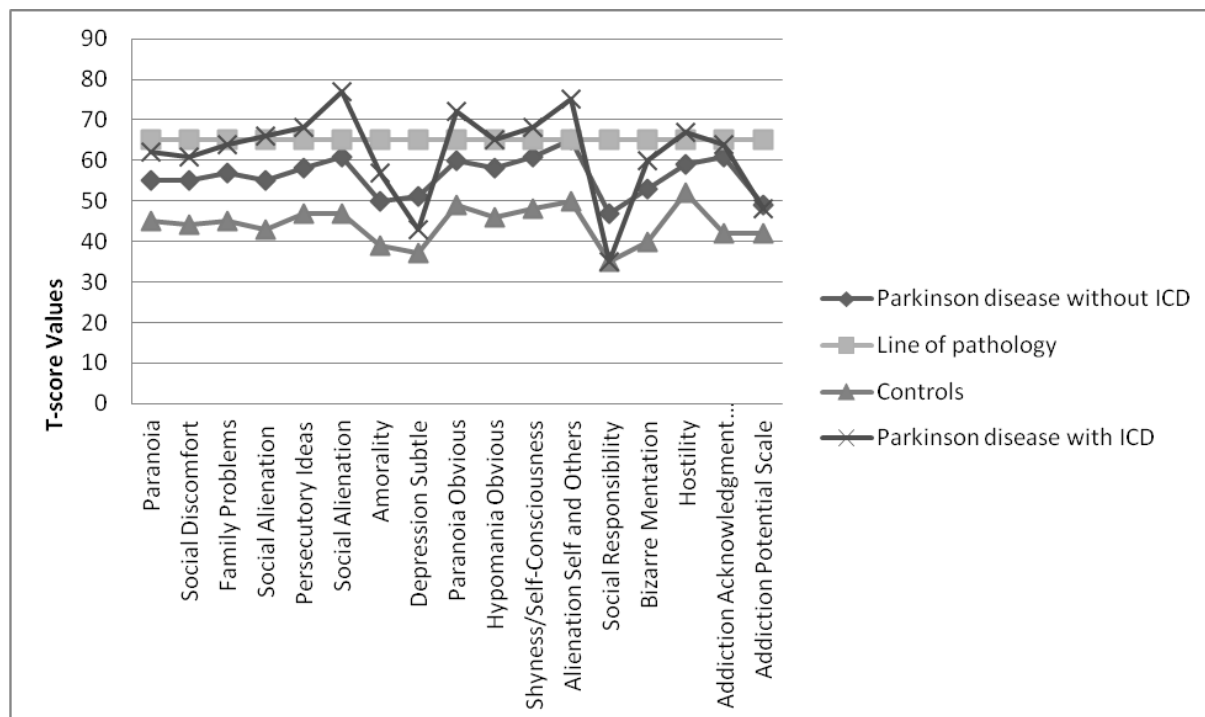 90
80
70
60
50
40
30
20
10
0
T-score Values
Paranoia
Social Discomfort
Family Problems
Social Alienation
Persecutory Ideas
Social Alienation
Amorality
Depression Subtle
Paranoia Obvious
Hypomania Obvious
Shyness/Self-Consciousness
Alienation Self and Others
Social Responsibility
Bizarre Mentation
Hostility
Addiction Acknowledgment...
Addiction Potential Scale
Parkinson disease without ICD
Line of pathology
Controls
Parkinson disease with ICD